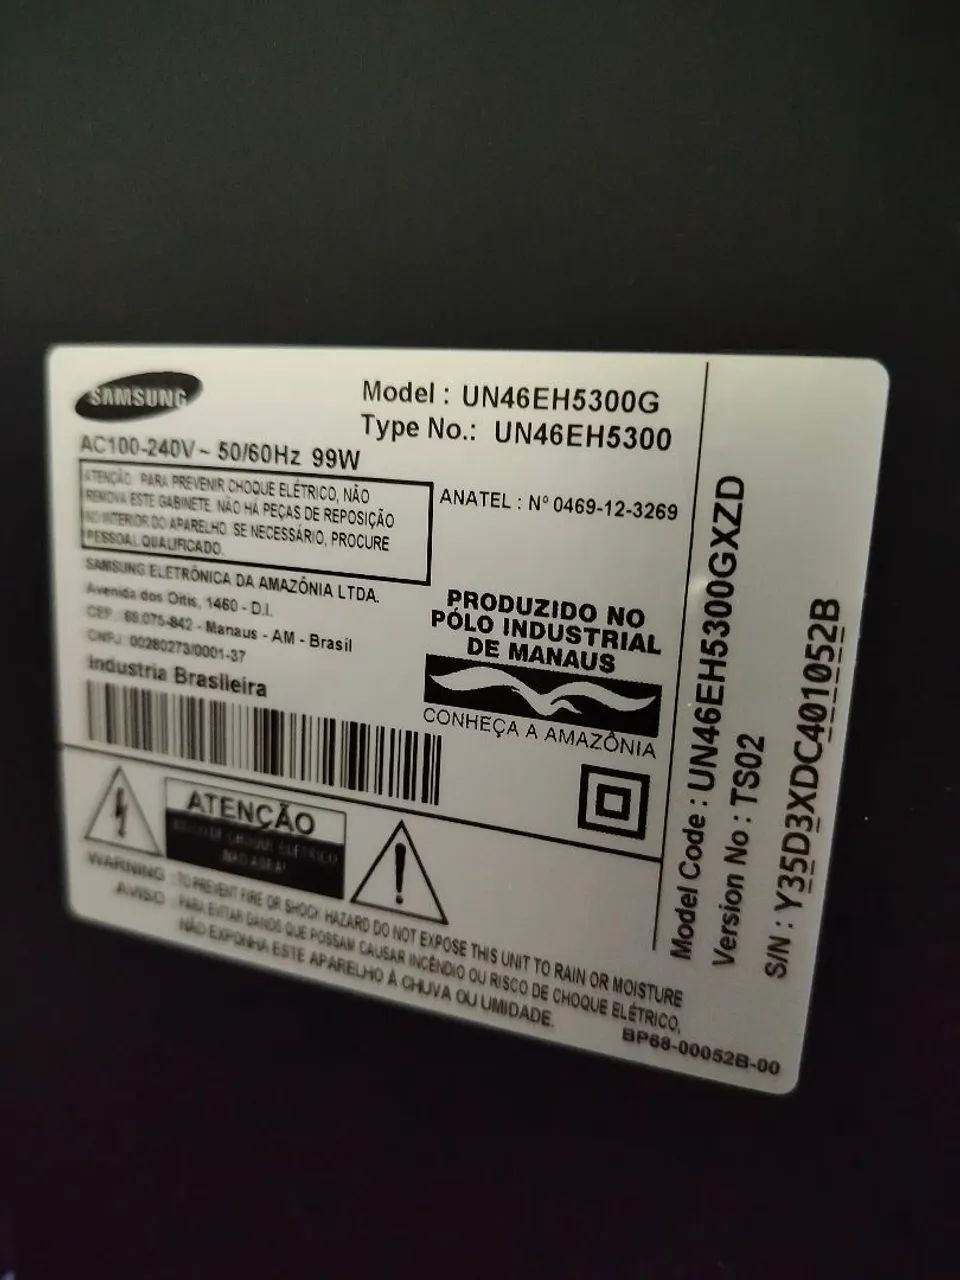 SAMSUNG
Model : UN46EH5300G
Type No.: UN46EH5300
AC100-240V~ 50/60Hz 99W
ATENÇÃO: PARA PREVENIR CHOQUE ELÉTRICO, NÃO
REMOVA ESTE GABINETE. NÃO HÁ PEÇAS DE REPOSIÇÃO
NO INTERIOR DO APARELHO. SE NECESSÁRIO, PROCURE
PESSOAL QUALIFICADO.
ANATEL : Nº 0469-12-3269
SAMSUNG ELETRÔNICA DA AMAZÔNIA LTDA.
Avenida dos Oitis, 1460 - D.I.
CEP : 69.075-842 - Manaus - AM - Brasil
CNPJ : 00280273/0001-37
Industria Brasileira
PRODUZIDO NO
PÓLO INDUSTRIAL
DE MANAUS
CONHEÇA A AMAZÔNIA
ATENÇÃO
RISCO DE CHOQUE ELÉTRICO
NÃO ABRA!
WARNING : TO PREVENT FIRE OR SHOCK HAZARD DO NOT EXPOSE THIS UNIT TO RAIN OR MOISTURE
AVISO : PARA EVITAR DANOS QUE POSSAM CAUSAR INCÊNDIO OU RISCO DE CHOQUE ELÉTRICO,
NÃO EXPONHA ESTE APARELHO À CHUVA OU UMIDADE.
BP68-00052B-00
Model Code : UN46EH5300GXZD
Version No : TS02
S/N : Y35D3XDC401052B